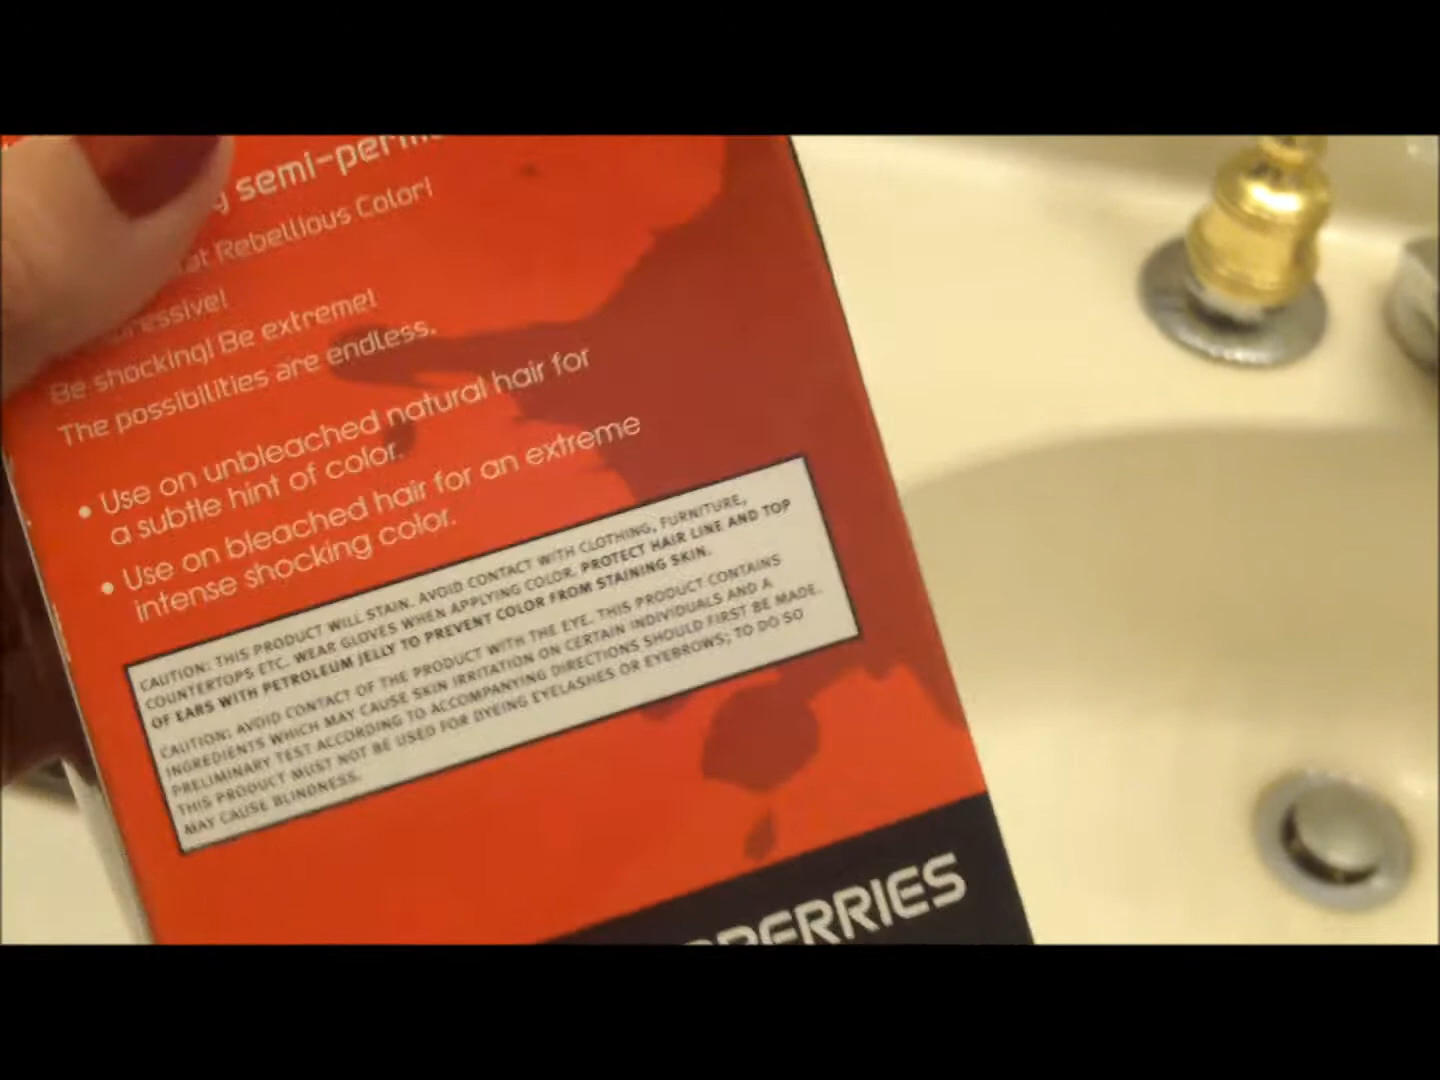 semi-perm
at Rebellious Color!
ressive!
Be shocking! Be extreme!
The possibilities are endless.
• Use on unbleached natural hair for
a subtle hint of color.
• Use on bleached hair for an extreme
intense shocking color.
CAUTION: THIS PRODUCT WILL STAIN. AVOID CONTACT WITH CLOTHING, FURNITURE,
COUNTERTOPS ETC. WEAR GLOVES WHEN APPLYING COLOR. PROTECT HAIR LINE AND TOP
OF EARS WITH PETROLEUM JELLY TO PREVENT COLOR FROM STAINING SKIN.
CAUTION: AVOID CONTACT OF THE PRODUCT WITH THE EYE. THIS PRODUCT CONTAINS
INGREDIENTS WHICH MAY CAUSE SKIN IRRITATION ON CERTAIN INDIVIDUALS AND A
PRELIMINARY TEST ACCORDING TO ACCOMPANYING DIRECTIONS SHOULD FIRST BE MADE.
THIS PRODUCT MUST NOT BE USED FOR DYEING EYELASHES OR EYEBROWS; TO DO SO
MAY CAUSE BLINDNESS.
BERRIES